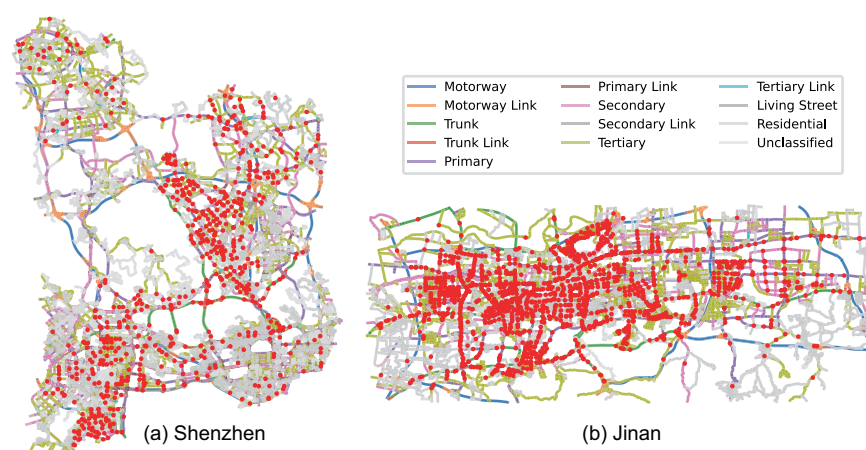 Motorway
Motorway Link
Trunk
Trunk Link
Primary
Primary Link
Secondary
Secondary Link
Tertiary
Tertiary Link
Living Street
Residential
Unclassified
(a) Shenzhen
(b) Jinan